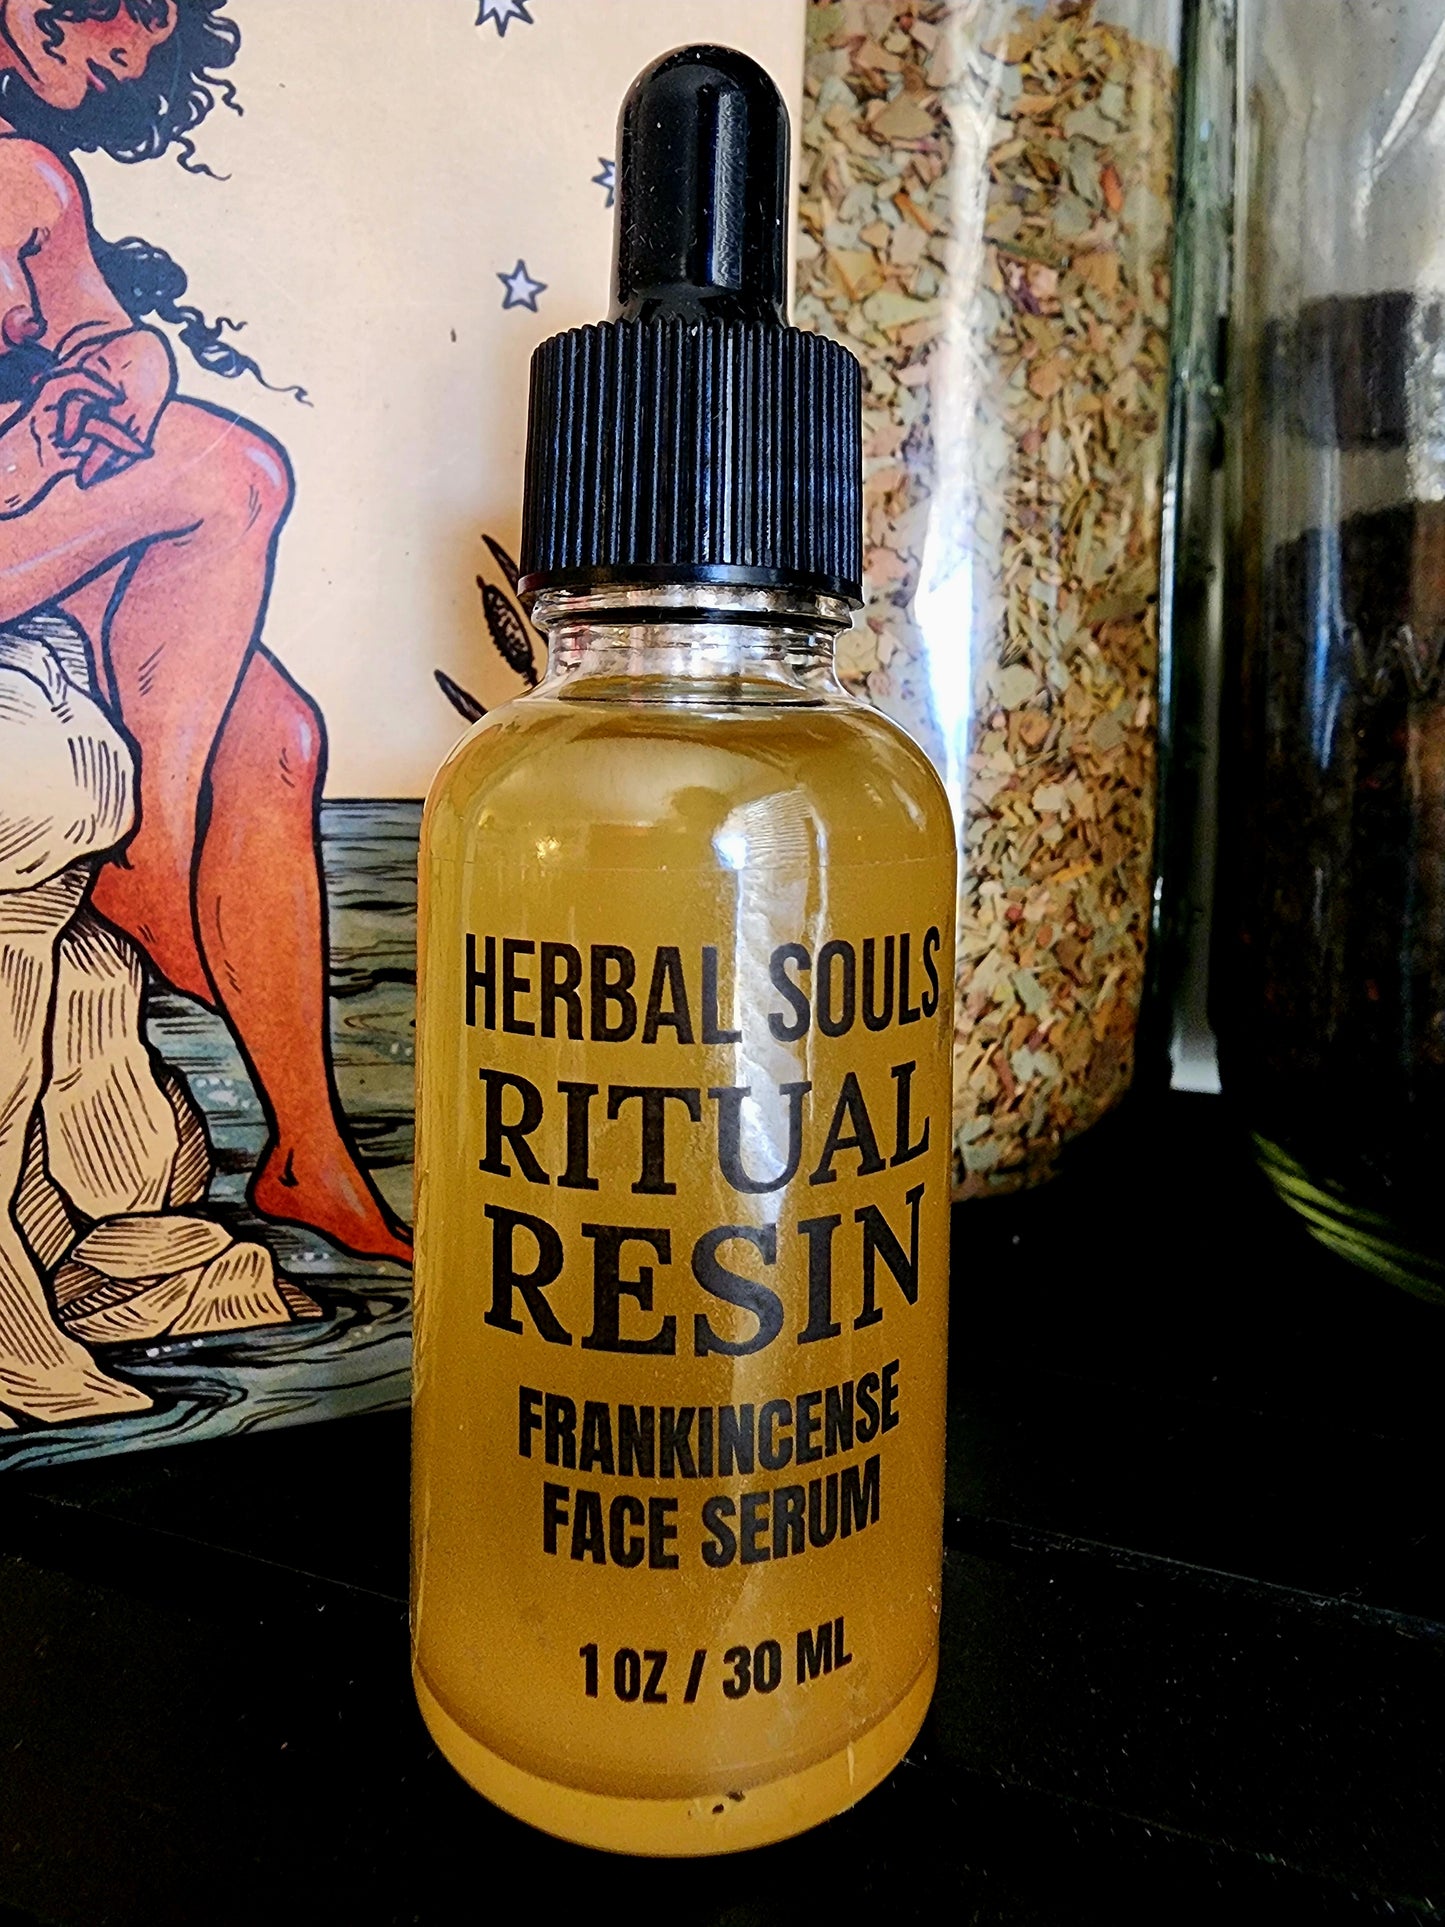 HERBAL SOULS
RITUAL
RESIN
FRANKINCENSE
FACE SERUM
1 OZ / 30 ML